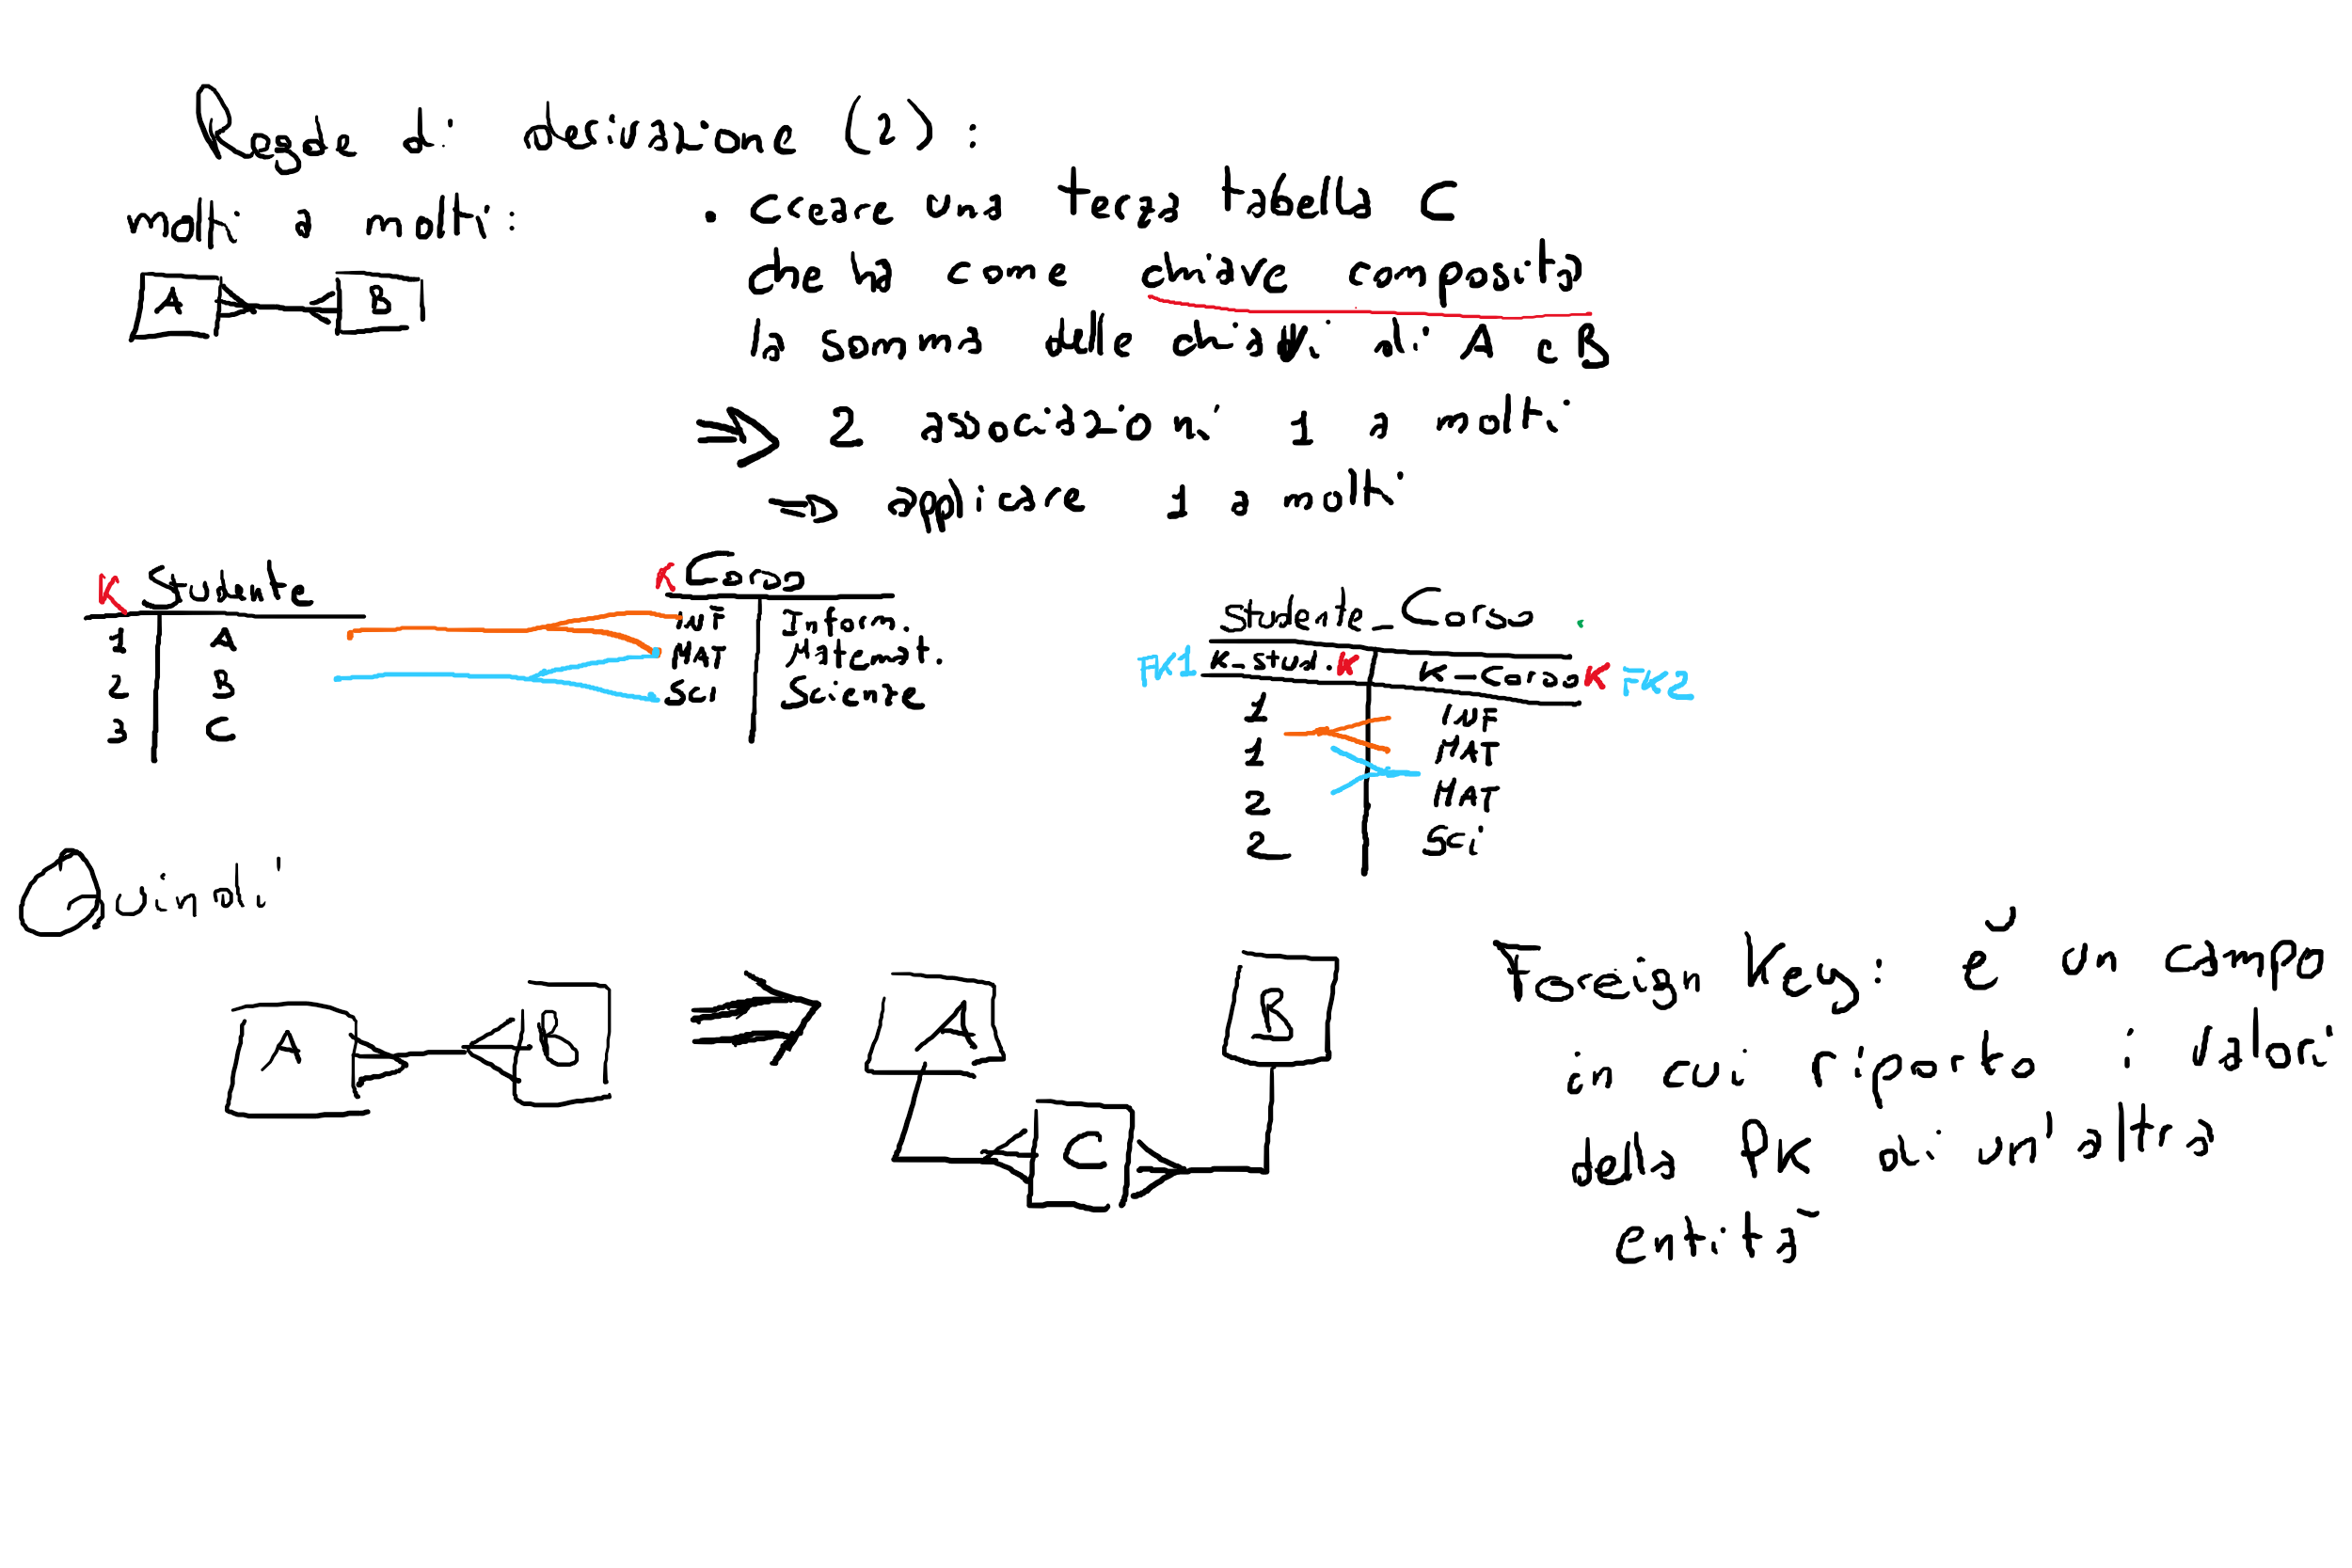 Regole di derivazione (2):
molti a molti:
A B
• creare una terza tabella C
che ha come chiave composita
la somma delle chiavi di A e B
⇒ 2 associazioni 1 a molti
⇒ applicare 1 a molti
K Studente
1 A
2 B
3 C
K Corso
INF Inform.
MAT Matemat.
SCI Scienze
Studente_Corso
FK1 K_stud. K K_Corso K FK2
1 INF
1 MAT
2 MAT
2 Sci
Quindi
A B ⇒ A B
C
Foreign Key: è un campo
in cui riporto i valori
della PK di un'altra
entità